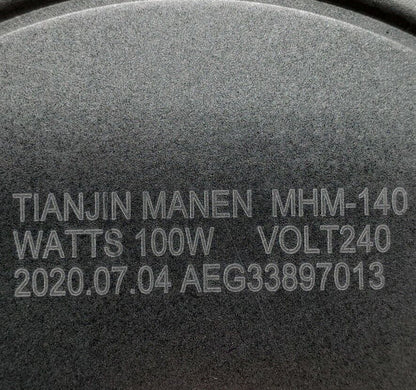 TIANJIN MANEN MHM-140
WATTS 100W VOLT240
2020.07.04 AEG33897013